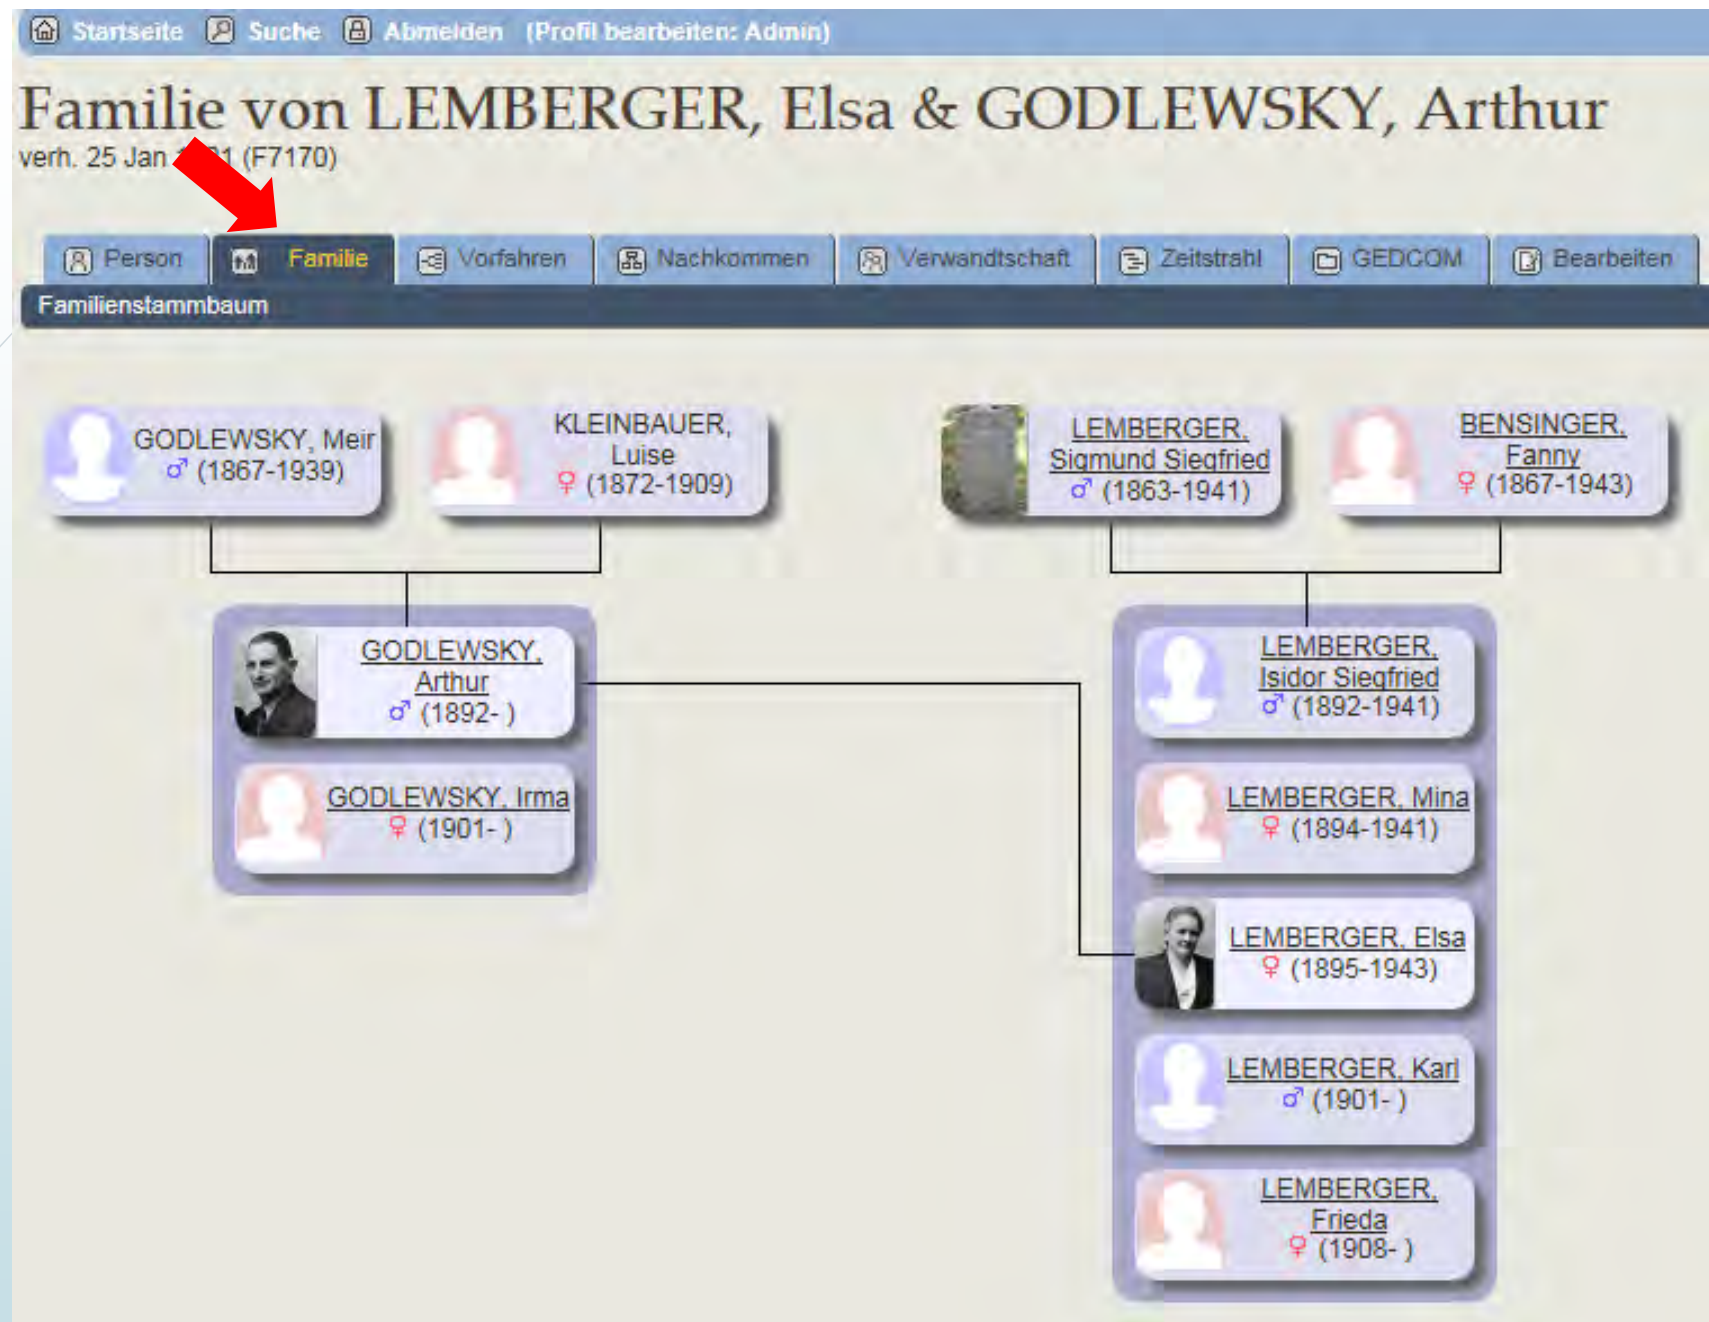 Startseite Suche Abmelden (Profil bearbeiten: Admin)
Familie von LEMBERGER, Elsa & GODLEWSKY, Arthur
verh. 25 Jan (F7170)
Person Familie Vorfahren Nachkommen Verwandtschaft Zeitstrahl GEDCOM Bearbeiten
Familienstammbaum
GODLEWSKY, Meir
♂ (1867-1939)
KLEINBAUER,
Luise
♀ (1872-1909)
LEMBERGER,
Sigmund Siegfried
♂ (1863-1941)
BENSINGER,
Fanny
♀ (1867-1943)
GODLEWSKY,
Arthur
♂ (1892- )
GODLEWSKY, Irma
♀ (1901- )
LEMBERGER,
Isidor Siegfried
♂ (1892-1941)
LEMBERGER, Mina
♀ (1894-1941)
LEMBERGER, Elsa
♀ (1895-1943)
LEMBERGER, Karl
♂ (1901- )
LEMBERGER,
Frieda
♀ (1908- )